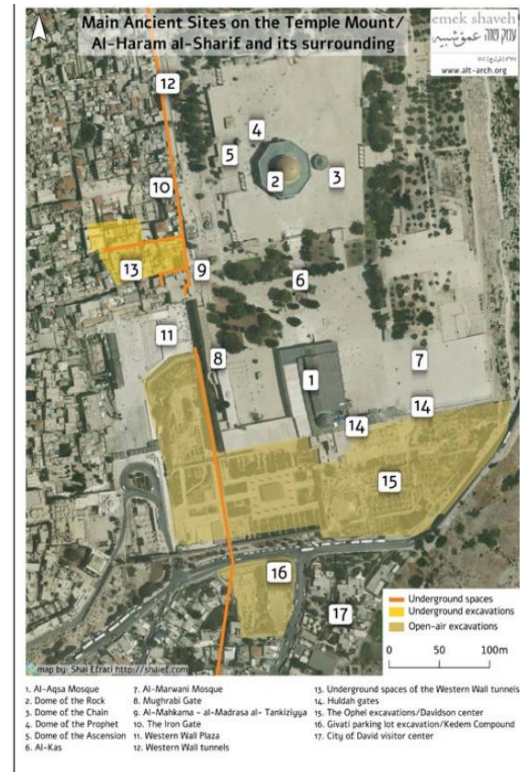 Main Ancient Sites on the Temple Mount/
Al-Haram al-Sharif and its surrounding
emek shaveh
עמק שווה
www.alt-arch.org
12
4
5
2
3
10
6
9
13
11
8
7
1
14
14
15
16
17
Underground spaces
Underground excavations
Open-air excavations
0
50
100m
map by: Shai Efrati http://shaief.com
1. Al-Aqsa Mosque
2. Dome of the Rock
3. Dome of the Chain
4. Dome of the Prophet
5. Dome of the Ascension
6. Al-Kas
7. Al-Marwani Mosque
8. Mughrabi Gate
9. Al-Mahkama - al-Madrasa al- Tankiziyya
10. The Iron Gate
11. Western Wall Plaza
12. Western Wall tunnels
13. Underground spaces of the Western Wall tunnels
14. Huldah gates
15. The Ophel excavations/Davidson center
16. Givati parking lot excavation/Kedem Compound
17. City of David visitor center